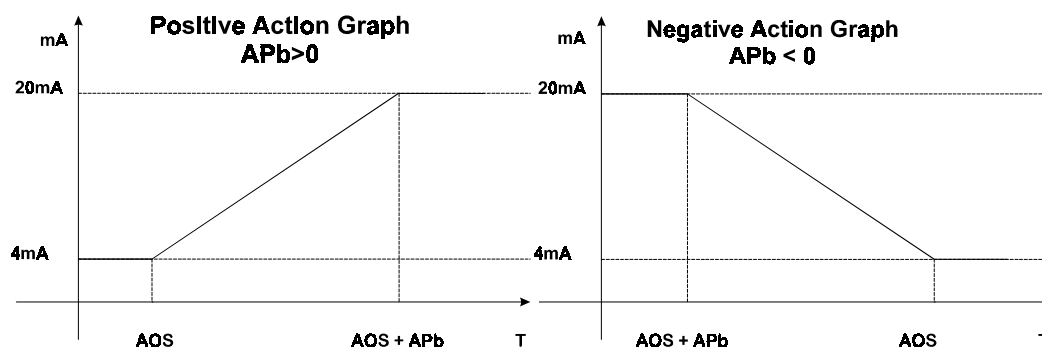 Positive Action Graph
APb>0
mA
20mA
4mA
AOS
AOS + APb
T
Negative Action Graph
APb < 0
mA
20mA
4mA
AOS + APb
AOS
T